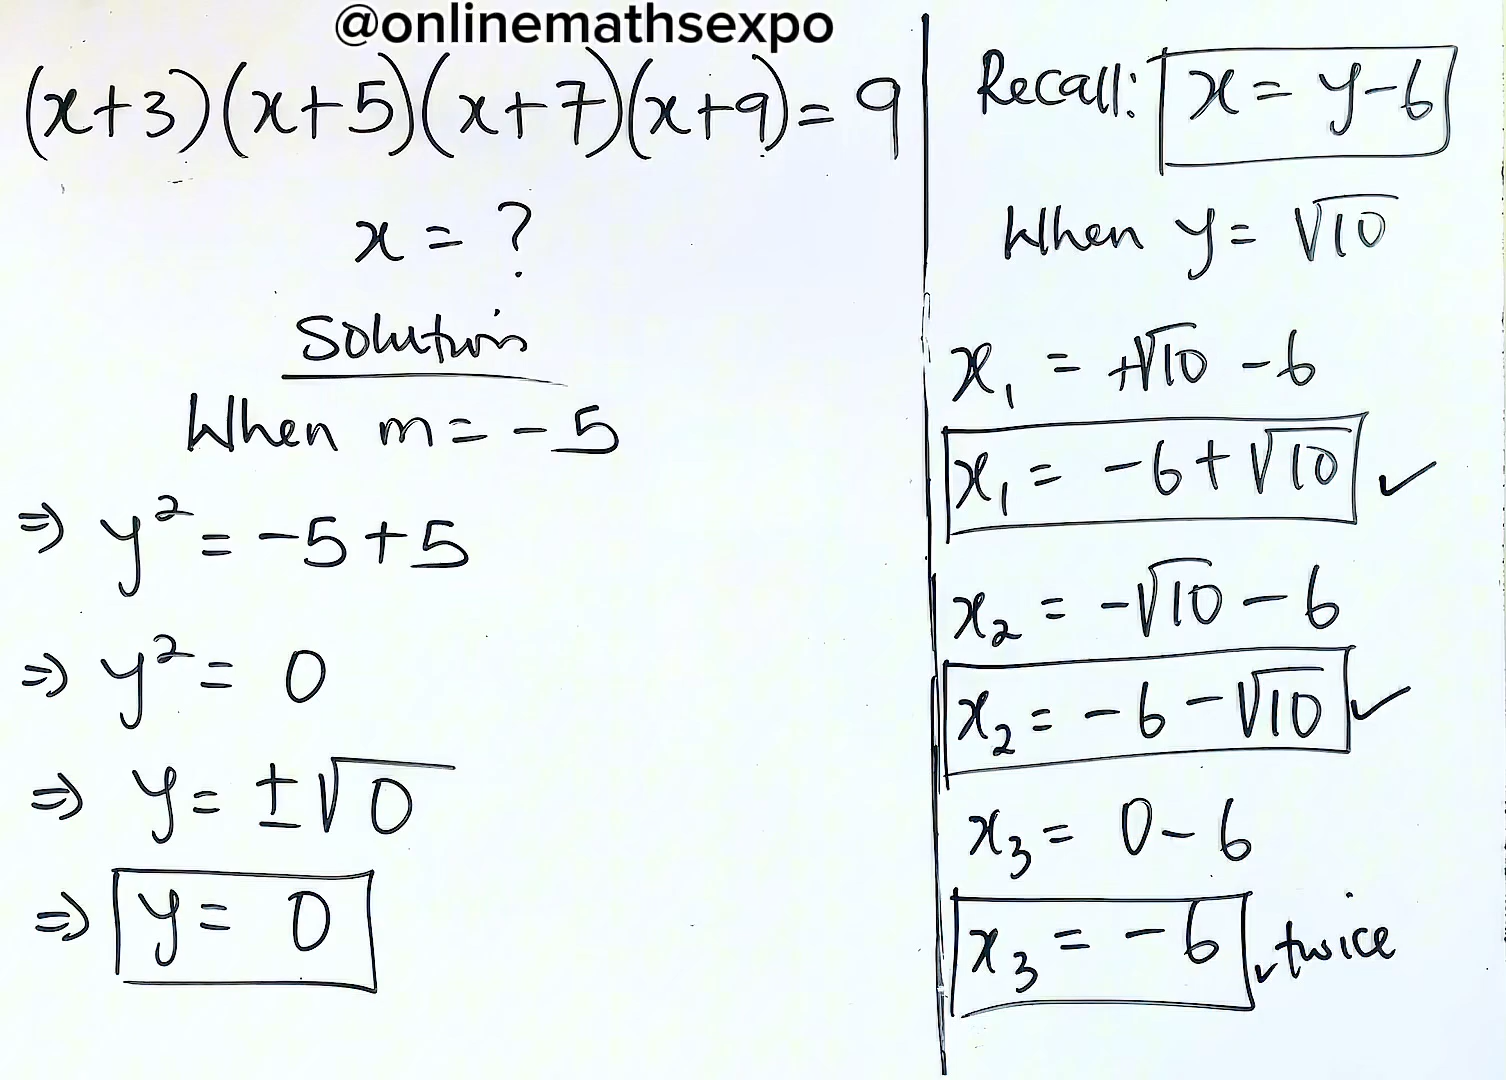 @onlinemathsexpo
(x+3)(x+5)(x+7)(x+9)=9
x = ?
Solution
When m = -5
⇒ y² = -5+5
⇒ y² = 0
⇒ y = ±√0
⇒ y = 0
Recall: x = y-6
When y = √10
x₁ = +√10 - 6
x₁ = -6+√10 ✓
x₂ = -√10 - 6
x₂ = -6-√10 ✓
x₃ = 0-6
x₃ = -6 ✓ twice